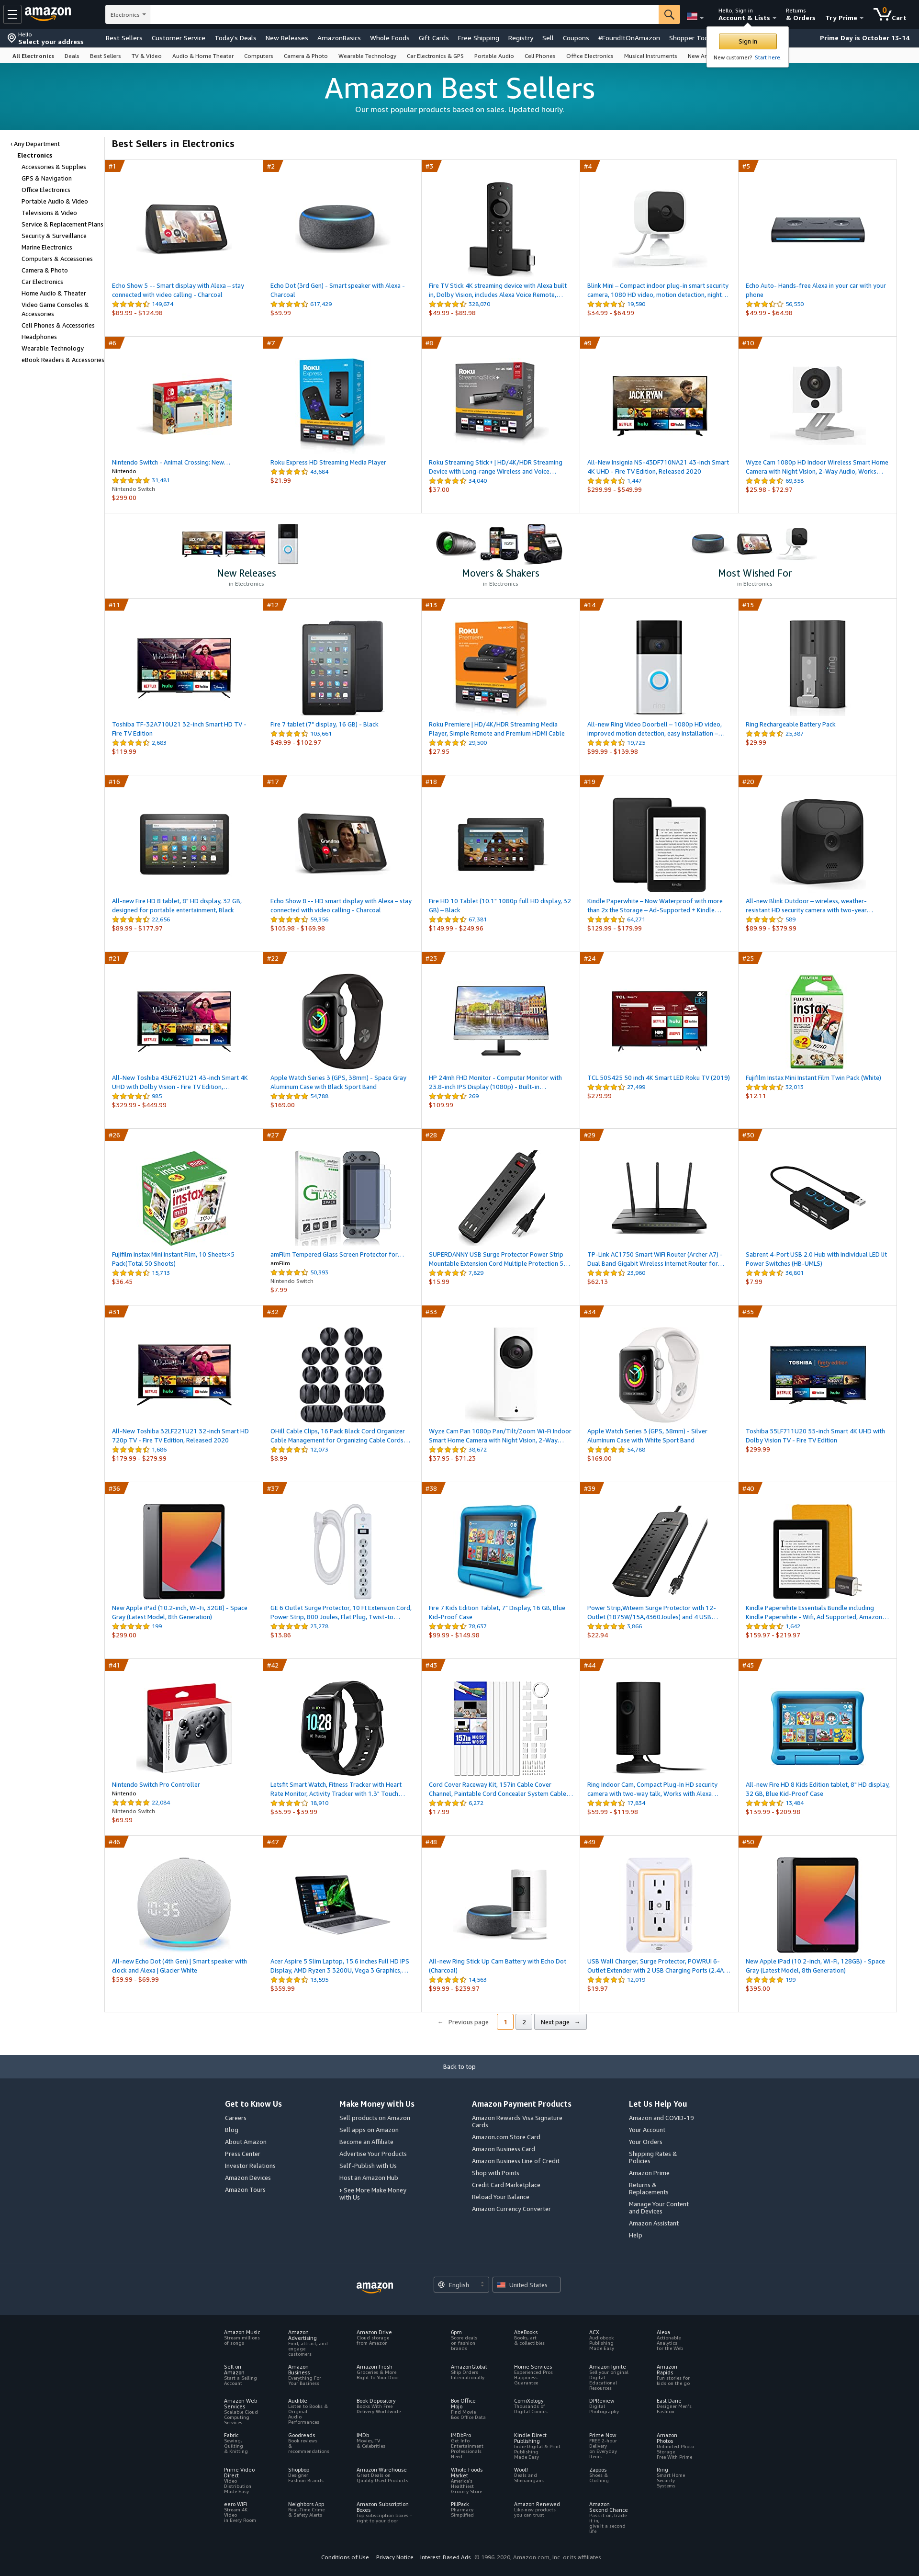 amazon
Electronics
Hello, Sign in
Account & Lists
Returns
& Orders
Try Prime
0
Cart
Hello
Select your address
Best Sellers Customer Service Today's Deals New Releases AmazonBasics Whole Foods Gift Cards Free Shipping Registry Sell Coupons #FoundItOnAmazon Shopper
Prime Day is October 13-14
Sign in
New customer? Start here.
All Electronics Deals Best Sellers TV & Video Audio & Home Theater Computers Camera & Photo Wearable Technology Car Electronics & GPS Portable Audio Cell Phones Office Electronics Musical Instruments New
Amazon Best Sellers
Our most popular products based on sales. Updated hourly.
‹ Any Department
Electronics
Accessories & Supplies
GPS & Navigation
Office Electronics
Portable Audio & Video
Televisions & Video
Service & Replacement Plans
Security & Surveillance
Marine Electronics
Computers & Accessories
Camera & Photo
Car Electronics
Home Audio & Theater
Video Game Consoles &
Accessories
Cell Phones & Accessories
Headphones
Wearable Technology
eBook Readers & Accessories
Best Sellers in Electronics
#1
Echo Show 5 -- Smart display with Alexa – stay
connected with video calling - Charcoal
149,674
$89.99 - $124.98
#2
Echo Dot (3rd Gen) - Smart speaker with Alexa -
Charcoal
617,429
$39.99
#3
Fire TV Stick 4K streaming device with Alexa built
in, Dolby Vision, includes Alexa Voice Remote,…
328,070
$49.99 - $89.98
#4
Blink Mini – Compact indoor plug-in smart security
camera, 1080 HD video, motion detection, night…
19,590
$34.99 - $64.99
#5
Echo Auto- Hands-free Alexa in your car with your
phone
36,550
$49.99 - $64.98
#6
Nintendo Switch - Animal Crossing: New…
Nintendo
31,481
Nintendo Switch
$299.00
#7
Roku Express HD Streaming Media Player
43,684
$21.99
#8
Roku Streaming Stick+ | HD/4K/HDR Streaming
Device with Long-range Wireless and Voice…
34,040
$37.00
#9
All-New Insignia NS-43DF710NA21 43-inch Smart
4K UHD - Fire TV Edition, Released 2020
1,447
$299.99 - $549.99
#10
Wyze Cam 1080p HD Indoor Wireless Smart Home
Camera with Night Vision, 2-Way Audio, Works…
69,358
$25.98 - $72.97
New Releases
in Electronics
Movers & Shakers
in Electronics
Most Wished For
in Electronics
#11
Toshiba TF-32A710U21 32-inch Smart HD TV -
Fire TV Edition
2,683
$119.99
#12
Fire 7 tablet (7" display, 16 GB) - Black
103,661
$49.99 - $102.97
#13
Roku Premiere | HD/4K/HDR Streaming Media
Player, Simple Remote and Premium HDMI Cable
29,500
$27.95
#14
All-new Ring Video Doorbell – 1080p HD video,
improved motion detection, easy installation –…
19,725
$99.99 - $139.98
#15
Ring Rechargeable Battery Pack
25,387
$29.99
#16
All-new Fire HD 8 tablet, 8" HD display, 32 GB,
designed for portable entertainment, Black
22,656
$89.99 - $177.97
#17
Echo Show 8 -- HD smart display with Alexa – stay
connected with video calling - Charcoal
59,356
$105.98 - $169.98
#18
Fire HD 10 Tablet (10.1" 1080p full HD display, 32
GB) – Black
67,381
$149.99 - $249.96
#19
Kindle Paperwhite – Now Waterproof with more
than 2x the Storage – Ad-Supported + Kindle…
64,271
$129.99 - $179.99
#20
All-new Blink Outdoor – wireless, weather-
resistant HD security camera with two-year…
589
$89.99 - $379.99
#21
All-New Toshiba 43LF621U21 43-inch Smart 4K
UHD with Dolby Vision - Fire TV Edition,…
985
$329.99 - $449.99
#22
Apple Watch Series 3 (GPS, 38mm) - Space Gray
Aluminum Case with Black Sport Band
54,788
$169.00
#23
HP 24mh FHD Monitor - Computer Monitor with
23.8-inch IPS Display (1080p) - Built-in…
269
$109.99
#24
TCL 50S425 50 inch 4K Smart LED Roku TV (2019)
27,499
$279.99
#25
Fujifilm Instax Mini Instant Film Twin Pack (White)
32,013
$12.11
#26
Fujifilm Instax Mini Instant Film, 10 Sheets×5
Pack(Total 50 Shoots)
15,713
$36.45
#27
amFilm Tempered Glass Screen Protector for…
amFilm
50,393
Nintendo Switch
$7.99
#28
SUPERDANNY USB Surge Protector Power Strip
Mountable Extension Cord Multiple Protection 5…
7,829
$15.99
#29
TP-Link AC1750 Smart WiFi Router (Archer A7) -
Dual Band Gigabit Wireless Internet Router for…
23,960
$62.13
#30
Sabrent 4-Port USB 2.0 Hub with Individual LED lit
Power Switches (HB-UMLS)
36,801
$7.99
#31
All-New Toshiba 32LF221U21 32-inch Smart HD
720p TV - Fire TV Edition, Released 2020
1,686
$179.99 - $279.99
#32
OHill Cable Clips, 16 Pack Black Cord Organizer
Cable Management for Organizing Cable Cords…
12,073
$8.99
#33
Wyze Cam Pan 1080p Pan/Tilt/Zoom Wi-Fi Indoor
Smart Home Camera with Night Vision, 2-Way…
38,672
$37.95 - $71.23
#34
Apple Watch Series 3 (GPS, 38mm) - Silver
Aluminum Case with White Sport Band
54,788
$169.00
#35
Toshiba 55LF711U20 55-inch Smart 4K UHD with
Dolby Vision TV - Fire TV Edition
$299.99
#36
New Apple iPad (10.2-inch, Wi-Fi, 32GB) - Space
Gray (Latest Model, 8th Generation)
199
$299.00
#37
GE 6 Outlet Surge Protector, 10 Ft Extension Cord,
Power Strip, 800 Joules, Flat Plug, Twist-to…
23,278
$13.86
#38
Fire 7 Kids Edition Tablet, 7" Display, 16 GB, Blue
Kid-Proof Case
78,637
$99.99 - $149.98
#39
Power Strip,Witeem Surge Protector with 12-
Outlet (1875W/15A,4360Joules) and 4 USB…
3,866
$22.94
#40
Kindle Paperwhite Essentials Bundle including
Kindle Paperwhite - Wifi, Ad Supported, Amazon…
1,642
$159.97 - $219.97
#41
Nintendo Switch Pro Controller
Nintendo
22,084
Nintendo Switch
$69.99
#42
Letsfit Smart Watch, Fitness Tracker with Heart
Rate Monitor, Activity Tracker with 1.3" Touch…
18,910
$35.99 - $39.99
#43
Cord Cover Raceway Kit, 157in Cable Cover
Channel, Paintable Cord Concealer System Cable…
6,272
$17.99
#44
Ring Indoor Cam, Compact Plug-In HD security
camera with two-way talk, Works with Alexa…
17,834
$59.99 - $119.98
#45
All-new Fire HD 8 Kids Edition tablet, 8" HD display,
32 GB, Blue Kid-Proof Case
13,484
$139.99 - $209.98
#46
All-new Echo Dot (4th Gen) | Smart speaker with
clock and Alexa | Glacier White
$59.99 - $69.99
#47
Acer Aspire 5 Slim Laptop, 15.6 inches Full HD IPS
Display, AMD Ryzen 3 3200U, Vega 3 Graphics,…
13,595
$359.99
#48
All-new Ring Stick Up Cam Battery with Echo Dot
(Charcoal)
14,563
$99.99 - $239.97
#49
USB Wall Charger, Surge Protector, POWRUI 6-
Outlet Extender with 2 USB Charging Ports (2.4A…
12,019
$19.97
#50
New Apple iPad (10.2-inch, Wi-Fi, 128GB) - Space
Gray (Latest Model, 8th Generation)
199
$395.00
← Previous page 1 2 Next page →
Back to top
Get to Know Us
Careers
Blog
About Amazon
Press Center
Investor Relations
Amazon Devices
Amazon Tours
Make Money with Us
Sell products on Amazon
Sell apps on Amazon
Become an Affiliate
Advertise Your Products
Self-Publish with Us
Host an Amazon Hub
› See More Make Money
with Us
Amazon Payment Products
Amazon Rewards Visa Signature
Cards
Amazon.com Store Card
Amazon Business Card
Amazon Business Line of Credit
Shop with Points
Credit Card Marketplace
Reload Your Balance
Amazon Currency Converter
Let Us Help You
Amazon and COVID-19
Your Account
Your Orders
Shipping Rates &
Policies
Amazon Prime
Returns &
Replacements
Manage Your Content
and Devices
Amazon Assistant
Help
amazon
English
United States
Amazon Music
Stream millions
of songs
Amazon
Advertising
Find, attract, and
engage
customers
Amazon Drive
Cloud storage
from Amazon
6pm
Score deals
on fashion
brands
AbeBooks
Books, art
& collectibles
ACX
Audiobook
Publishing
Made Easy
Alexa
Actionable
Analytics
for the Web
Sell on
Amazon
Start a Selling
Account
Amazon
Business
Everything For
Your Business
Amazon Fresh
Groceries & More
Right To Your Door
AmazonGlobal
Ship Orders
Internationally
Home Services
Experienced Pros
Happiness
Guarantee
Amazon Ignite
Sell your original
Digital
Educational
Resources
Amazon
Rapids
Fun stories for
kids on the go
Amazon Web
Services
Scalable Cloud
Computing
Services
Audible
Listen to Books &
Original
Audio
Performances
Book Depository
Books With Free
Delivery Worldwide
Box Office
Mojo
Find Movie
Box Office Data
ComiXology
Thousands of
Digital Comics
DPReview
Digital
Photography
East Dane
Designer Men's
Fashion
Fabric
Sewing,
Quilting
& Knitting
Goodreads
Book reviews
&
recommendations
IMDb
Movies, TV
& Celebrities
IMDbPro
Get Info
Entertainment
Professionals
Need
Kindle Direct
Publishing
Indie Digital & Print
Publishing
Made Easy
Prime Now
FREE 2-hour
Delivery
on Everyday
Items
Amazon
Photos
Unlimited Photo
Storage
Free With Prime
Prime Video
Direct
Video
Distribution
Made Easy
Shopbop
Designer
Fashion Brands
Amazon Warehouse
Great Deals on
Quality Used Products
Whole Foods
Market
America's
Healthiest
Grocery Store
Woot!
Deals and
Shenanigans
Zappos
Shoes &
Clothing
Ring
Smart Home
Security
Systems
eero WiFi
Stream 4K
Video
in Every Room
Neighbors App
Real-Time Crime
& Safety Alerts
Amazon Subscription
Boxes
Top subscription boxes –
right to your door
PillPack
Pharmacy
Simplified
Amazon Renewed
Like-new products
you can trust
Amazon
Second Chance
Pass it on, trade
it in,
give it a second
life
Conditions of Use Privacy Notice Interest-Based Ads © 1996-2020, Amazon.com, Inc. or its affiliates